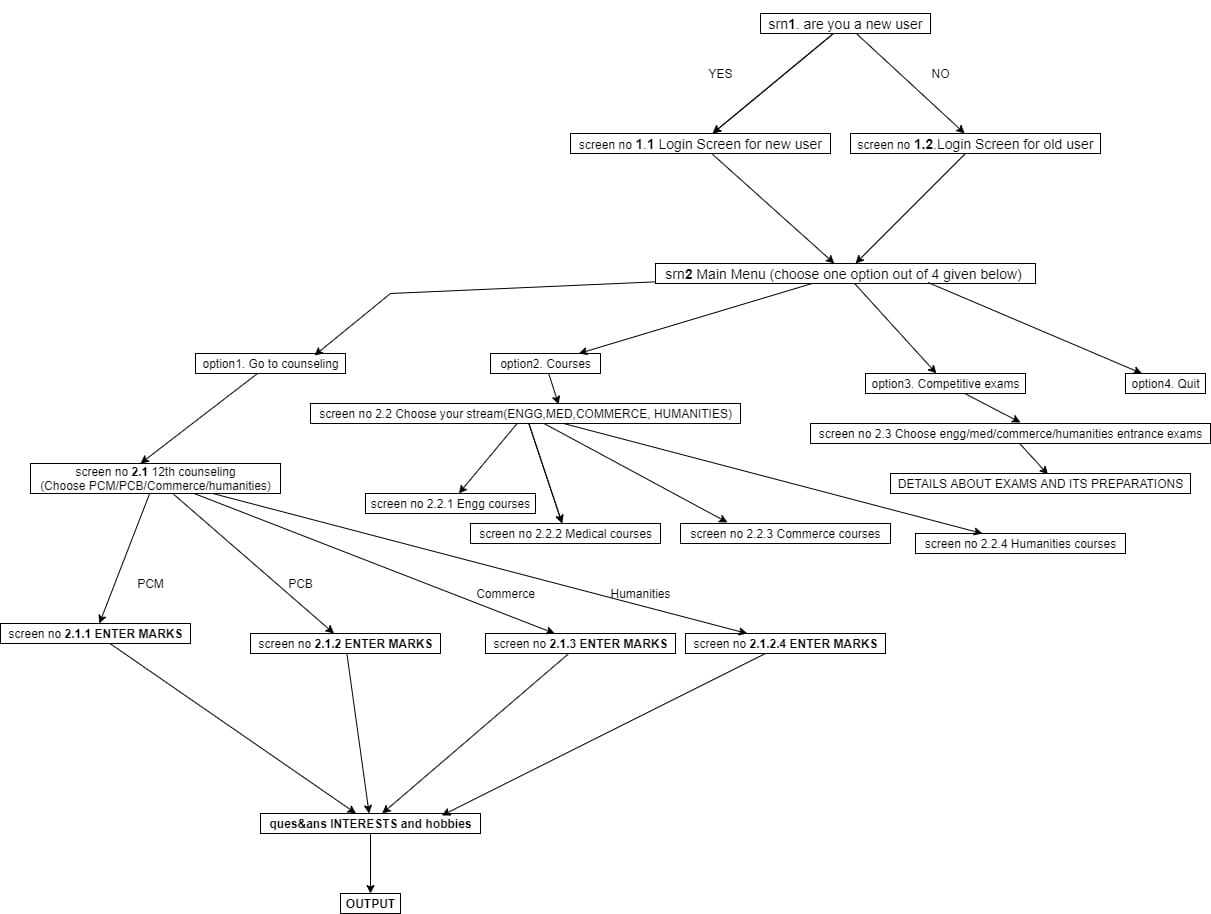 srn1. are you a new user
YES
NO
screen no 1.1 Login Screen for new user
screen no 1.2.Login Screen for old user
srn2 Main Menu (choose one option out of 4 given below)
option1. Go to counseling
option2. Courses
option3. Competitive exams
option4. Quit
screen no 2.2 Choose your stream(ENGG,MED,COMMERCE, HUMANITIES)
screen no 2.3 Choose engg/med/commerce/humanities entrance exams
screen no 2.1 12th counseling
(Choose PCM/PCB/Commerce/humanities)
DETAILS ABOUT EXAMS AND ITS PREPARATIONS
screen no 2.2.1 Engg courses
screen no 2.2.2 Medical courses
screen no 2.2.3 Commerce courses
screen no 2.2.4 Humanities courses
PCM
PCB
Commerce
Humanities
screen no 2.1.1 ENTER MARKS
screen no 2.1.2 ENTER MARKS
screen no 2.1.3 ENTER MARKS
screen no 2.1.2.4 ENTER MARKS
ques&ans INTERESTS and hobbies
OUTPUT